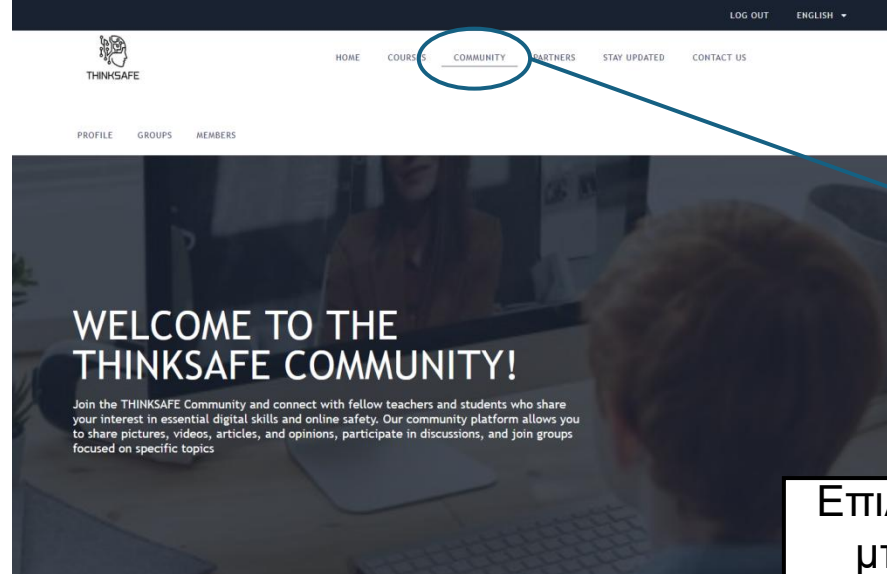 LOG OUT ENGLISH
THINKSAFE
HOME COURSES COMMUNITY PARTNERS STAY UPDATED CONTACT US
PROFILE GROUPS MEMBERS
WELCOME TO THE
THINKSAFE COMMUNITY!
Join the THINKSAFE Community and connect with fellow teachers and students who share
your interest in essential digital skills and online safety. Our community platform allows you
to share pictures, videos, articles, and opinions, participate in discussions, and join groups
focused on specific topics